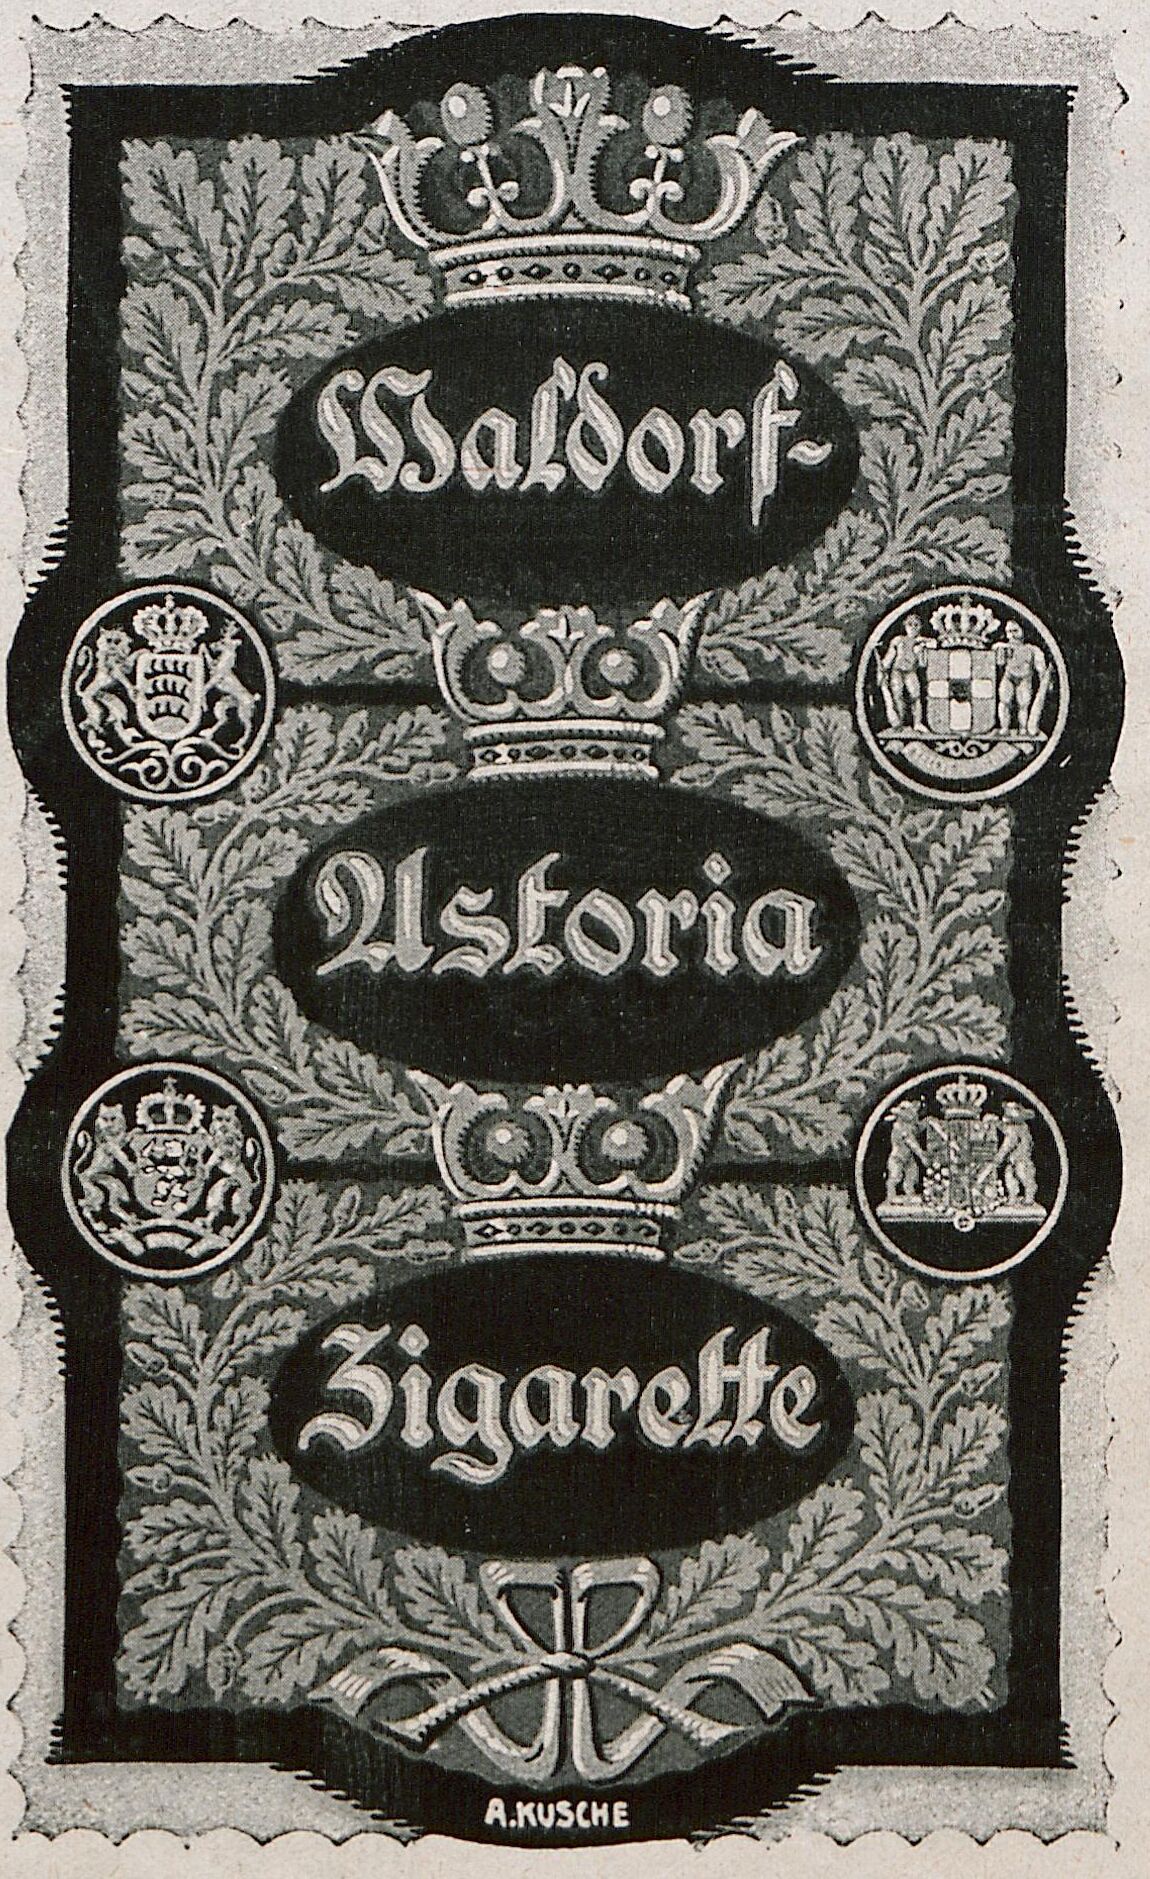 Waldorf-
Astoria
Zigarette
A.KUSCHE